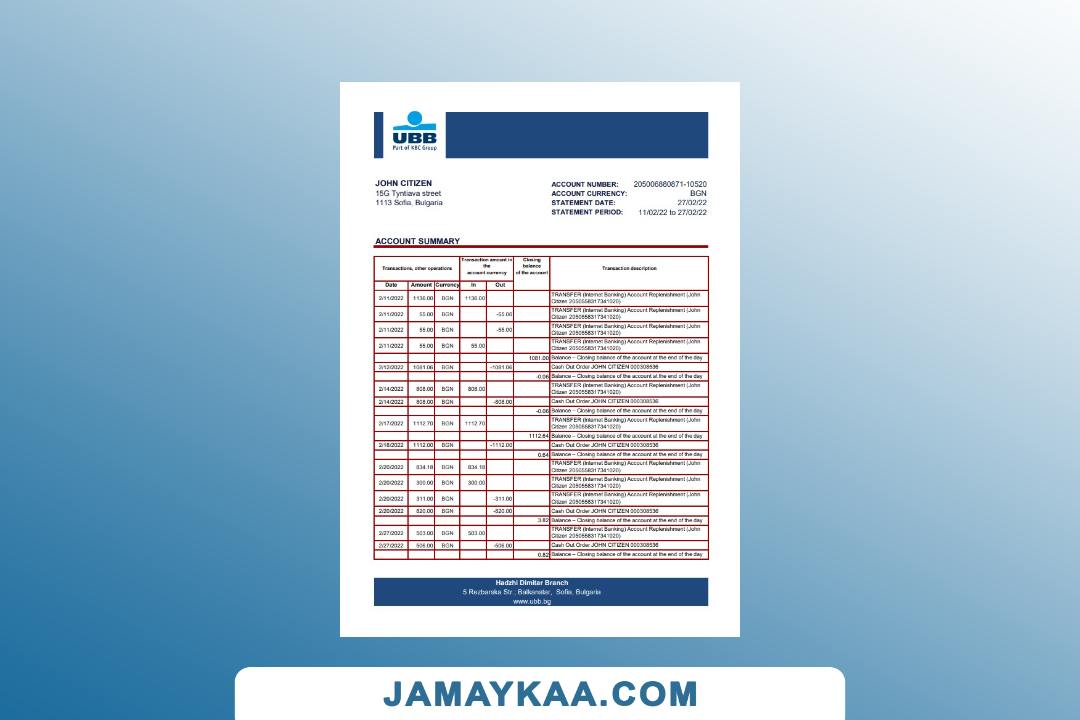 UBB
Part of KBC Group
JOHN CITIZEN
15G Tyntiava street
1113 Sofia, Bulgaria
ACCOUNT NUMBER: 205006880871-10520
ACCOUNT CURRENCY: BGN
STATEMENT DATE: 27/02/22
STATEMENT PERIOD: 11/02/22 to 27/02/22
ACCOUNT SUMMARY
Transactions, other operations
Transaction amount in
the
account currency
Closing
balance
of the account
Transaction description
Date Amount Currency In Out
2/11/2022 1136.00 BGN 1136.00 TRANSFER (Internet Banking) Account Replenishment (John
Citizen 2050558317341020)
2/11/2022 55.00 BGN -55.00 TRANSFER (Internet Banking) Account Replenishment (John
Citizen 2050558317341020)
2/11/2022 55.00 BGN -55.00 TRANSFER (Internet Banking) Account Replenishment (John
Citizen 2050558317341020)
2/11/2022 55.00 BGN 55.00 TRANSFER (Internet Banking) Account Replenishment (John
Citizen 2050558317341020)
1081.00 Balance – Closing balance of the account at the end of the day
2/12/2022 1081.06 BGN -1081.06 Cash Out Order JOHN CITIZEN 000308536
-0.06 Balance – Closing balance of the account at the end of the day
2/14/2022 808.00 BGN 808.00 TRANSFER (Internet Banking) Account Replenishment (John
Citizen 2050558317341020)
2/14/2022 808.00 BGN -808.00 Cash Out Order JOHN CITIZEN 000308536
-0.06 Balance – Closing balance of the account at the end of the day
2/17/2022 1112.70 BGN 1112.70 TRANSFER (Internet Banking) Account Replenishment (John
Citizen 2050558317341020)
1112.64 Balance – Closing balance of the account at the end of the day
2/18/2022 1112.00 BGN -1112.00 Cash Out Order JOHN CITIZEN 000308536
0.64 Balance – Closing balance of the account at the end of the day
2/20/2022 834.18 BGN 834.18 TRANSFER (Internet Banking) Account Replenishment (John
Citizen 2050558317341020)
2/20/2022 300.00 BGN 300.00 TRANSFER (Internet Banking) Account Replenishment (John
Citizen 2050558317341020)
2/20/2022 311.00 BGN -311.00 TRANSFER (Internet Banking) Account Replenishment (John
Citizen 2050558317341020)
2/20/2022 820.00 BGN -820.00 Cash Out Order JOHN CITIZEN 000308536
3.82 Balance – Closing balance of the account at the end of the day
2/27/2022 503.00 BGN 503.00 TRANSFER (Internet Banking) Account Replenishment (John
Citizen 2050558317341020)
2/27/2022 506.00 BGN -506.00 Cash Out Order JOHN CITIZEN 000308536
0.82 Balance – Closing balance of the account at the end of the day
Hadzhi Dimitar Branch
5 Rezbarska Str.; Balkanstar, Sofia, Bulgaria
www.ubb.bg
JAMAYKAA.COM